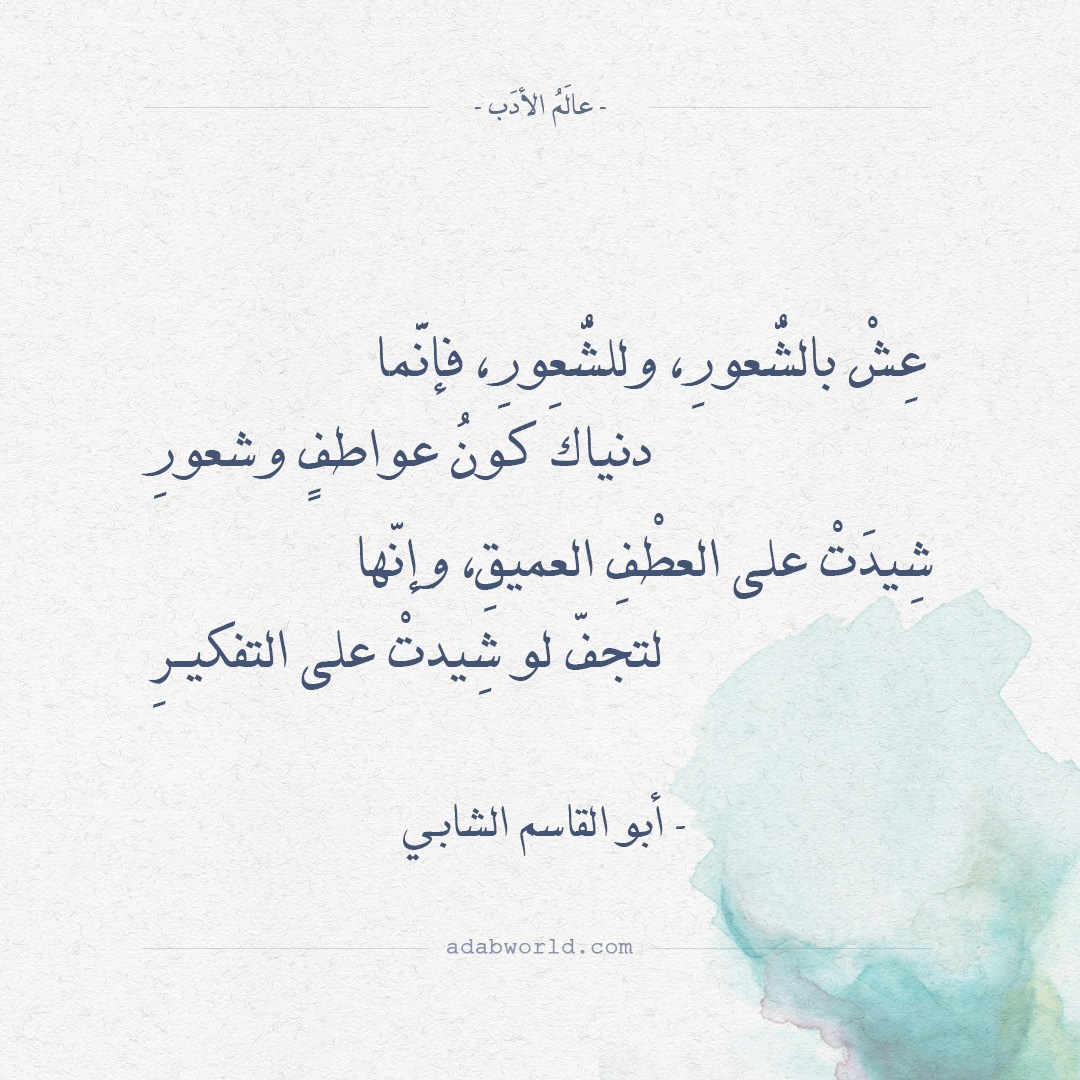 - عالَمُ الأدَب -
عِشْ بالشُّعورِ، وللشُّعِورِ، فإنّما
دنياكَ كونُ عواطفٍ وشعورِ
شِيدَتْ على العطْفِ العميقِ، وإنّها
لتجفّ لو شِيدتْ على التفكيرِ
- أبو القاسم الشابي
adabworld.com